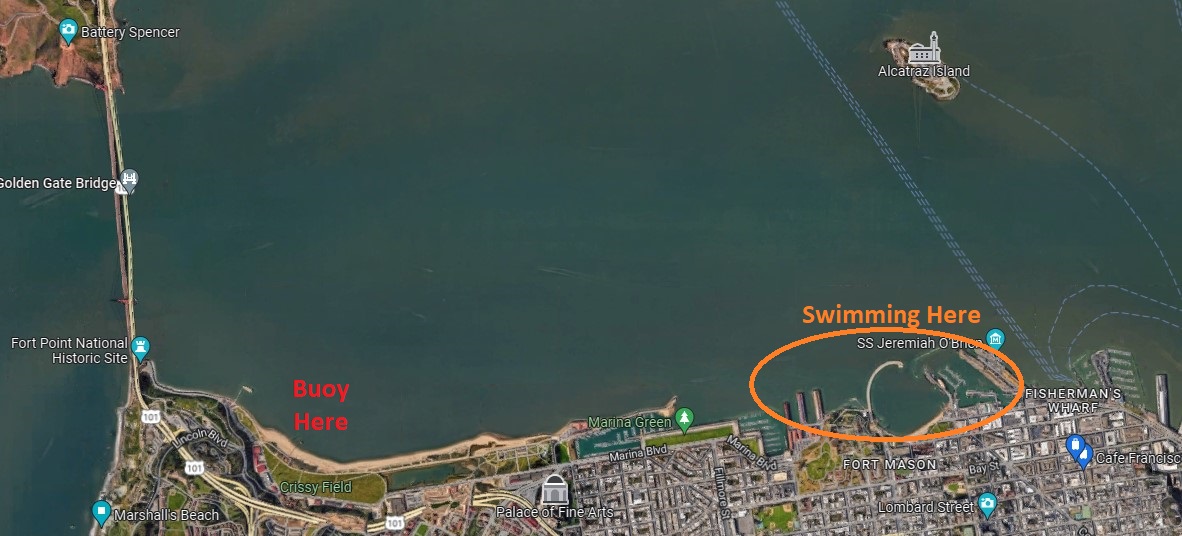 Battery Spencer
Alcatraz Island
Golden Gate Bridge
Swimming Here
SS Jeremiah O'Brien
Fort Point National
Historic Site
Buoy
Here
FISHERMAN'S
WHARF
101
Marina Green
Lincoln Blvd
Marina Blvd
Marina Blvd
101
FORT MASON
Bay St
Cafe Francisc
Crissy Field
Fillmore St
Palace of Fine Arts
Lombard Street
Marshall's Beach
101